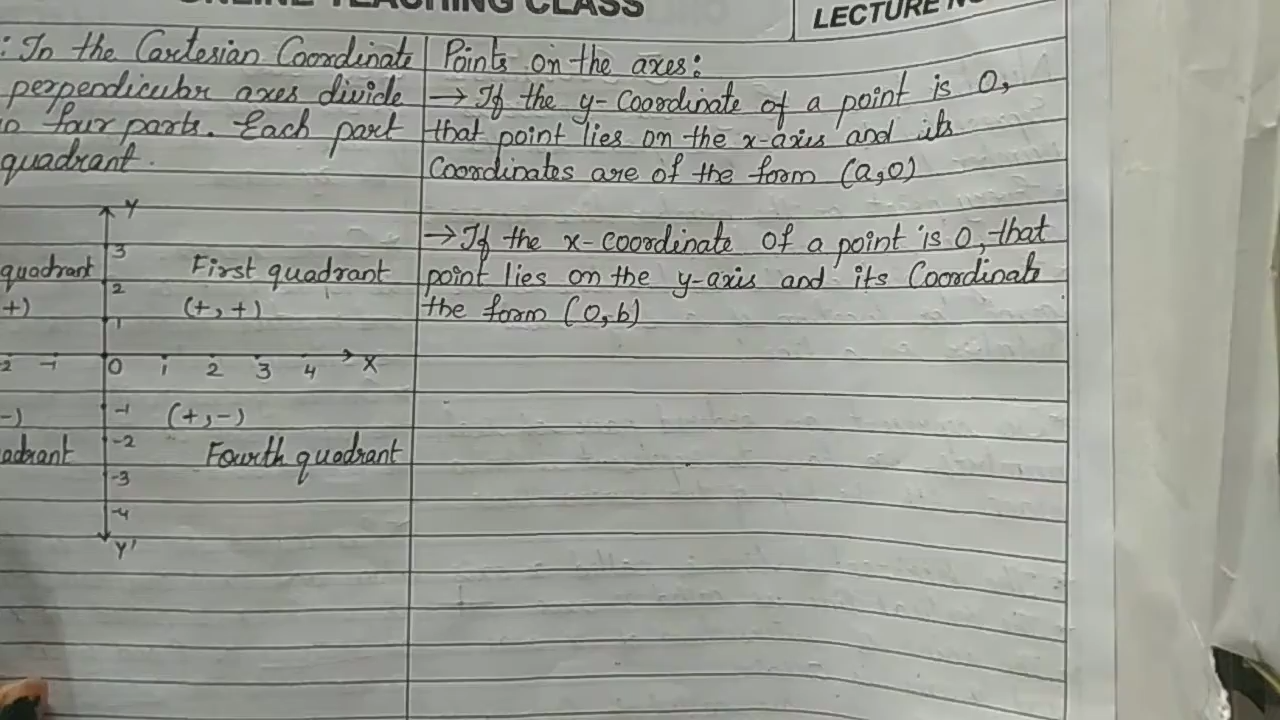 ONLINE TEACHING CLASS
LECTURE
: In the Cartesian Coordinate
perpendicular axes divide
four parts. Each part
quadrant.
Y
3
quadrant First quadrant
2
+) (+,+)
1
-2 -1 0 1 2 3 4 X
-1
-) (+,-)
-2
Fourth quadrant
-3
-4
Y'
Points on the axes:
→ If the y-Coordinate of a point is 0,
that point lies on the x-axis and its
Coordinates are of the form (a,0)
→ If the x-coordinate of a point is 0, that
point lies on the y-axis and its Coordinate
the form (0,b)